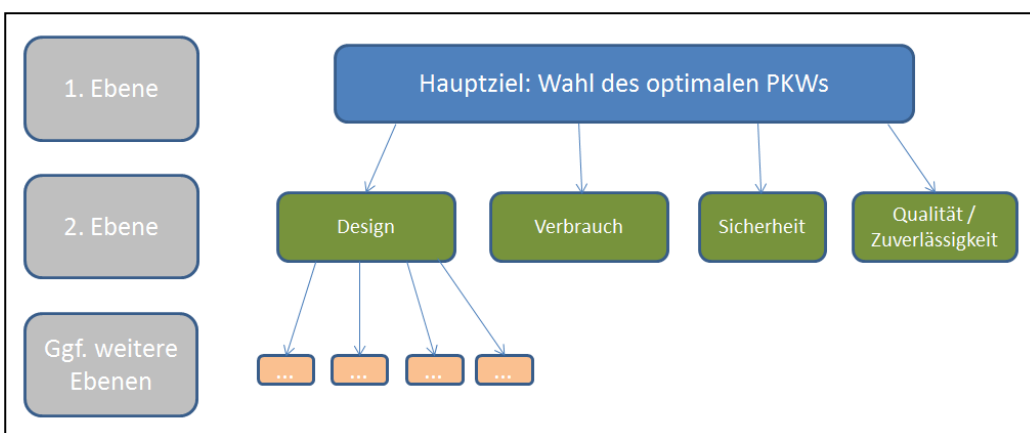 1. Ebene
Hauptziel: Wahl des optimalen PKWs
2. Ebene
Design
Verbrauch
Sicherheit
Qualität /
Zuverlässigkeit
Ggf. weitere
Ebenen
...
...
...
...